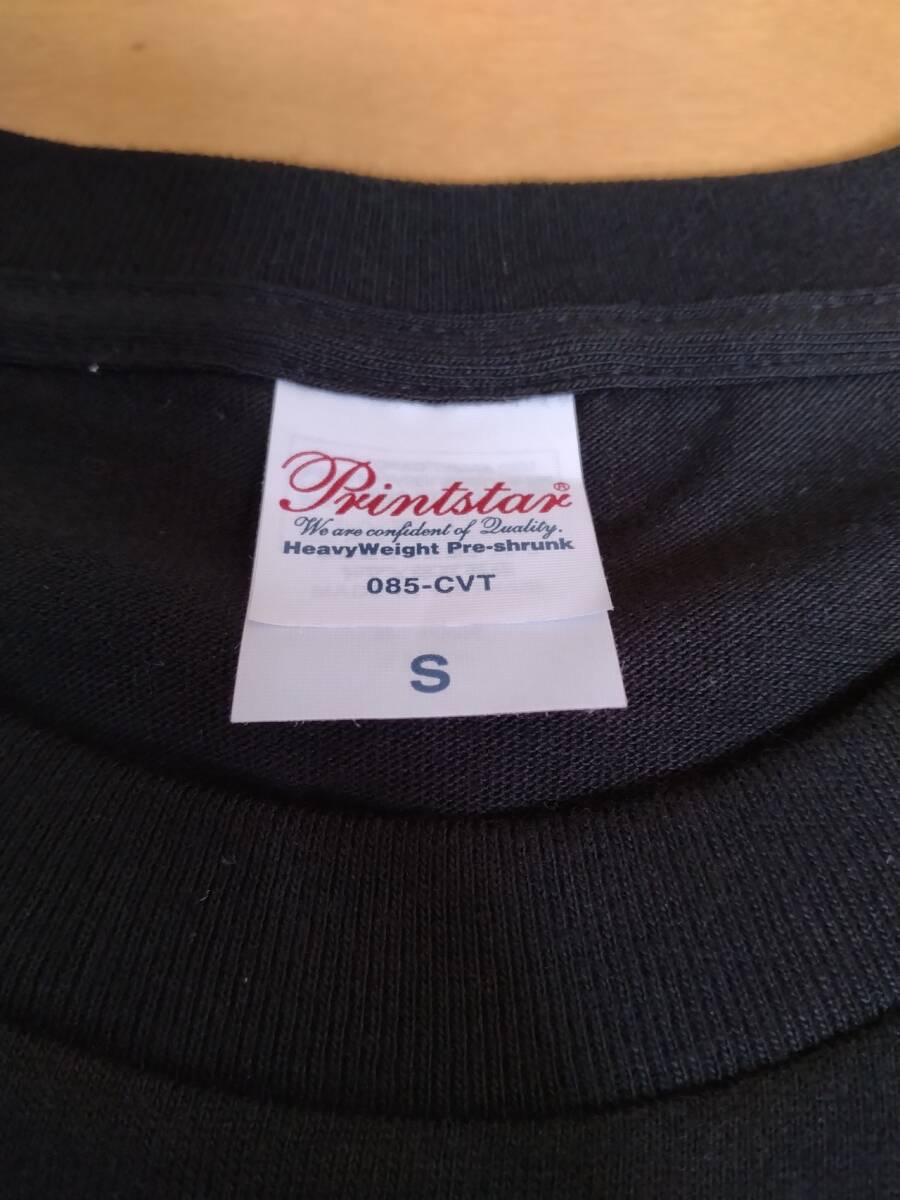 Printstar®
We are confident of Quality.
HeavyWeight Pre-shrunk
085-CVT
S